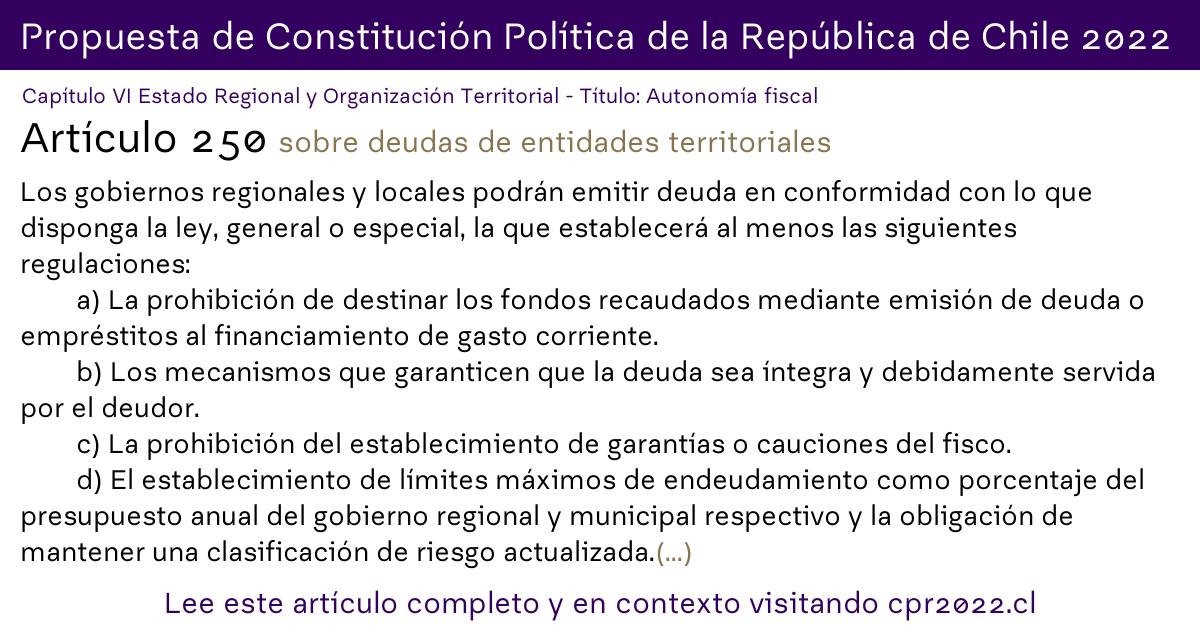 Propuesta de Constitución Política de la República de Chile 2022
Capítulo VI Estado Regional y Organización Territorial - Título: Autonomía fiscal
Artículo 250 sobre deudas de entidades territoriales
Los gobiernos regionales y locales podrán emitir deuda en conformidad con lo que
disponga la ley, general o especial, la que establecerá al menos las siguientes
regulaciones:
a) La prohibición de destinar los fondos recaudados mediante emisión de deuda o
empréstitos al financiamiento de gasto corriente.
b) Los mecanismos que garanticen que la deuda sea íntegra y debidamente servida
por el deudor.
c) La prohibición del establecimiento de garantías o cauciones del fisco.
d) El establecimiento de límites máximos de endeudamiento como porcentaje del
presupuesto anual del gobierno regional y municipal respectivo y la obligación de
mantener una clasificación de riesgo actualizada.(...)
Lee este artículo completo y en contexto visitando cpr2022.cl